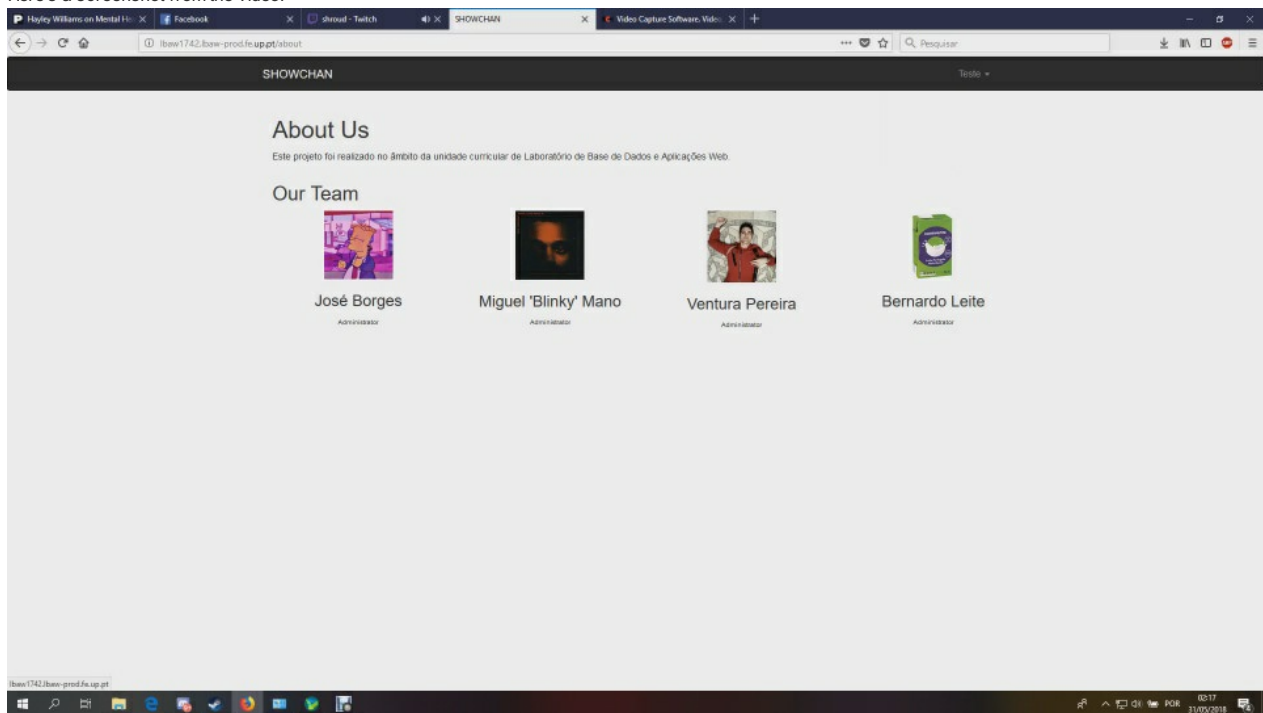 Hayley Williams on Mental He
Facebook
shroud - Twitch
SHOWCHAN
Video Capture Software, Video
lbaw1742.lbaw-prod.fe.up.pt/about
Pesquisar
SHOWCHAN
Teste
About Us
Este projeto foi realizado no âmbito da unidade curricular de Laboratório de Base de Dados e Aplicações Web.
Our Team
José Borges
Miguel 'Blinky' Mano
Ventura Pereira
Bernardo Leite
Administrator
Administrator
Administrator
Administrator
lbaw1742.lbaw-prod.fe.up.pt
POR
02:17
31/05/2018